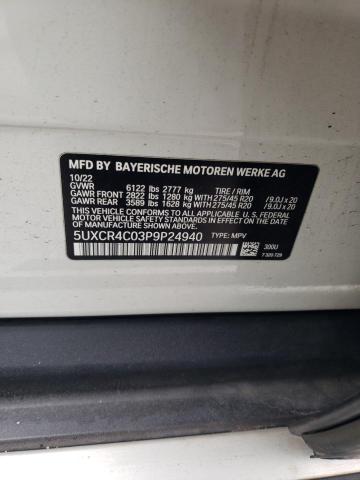 MFD BY BAYERISCHE MOTOREN WERKE AG
10/22
GVWR 6122 lbs 2777 kg TIRE / RIM
GAWR FRONT 2822 lbs 1280 kg WITH 275/45 R20 / 9.0J x 20
GAWR REAR 3589 lbs 1628 kg WITH 275/45 R20 / 9.0J x 20
THIS VEHICLE CONFORMS TO ALL APPLICABLE FEDERAL
MOTOR VEHICLE SAFETY STANDARDS IN EFFECT ON THE DATE OF
MANUFACTURE SHOWN ABOVE.
5UXCR4C03P9P24940 TYPE: MPV
300U
7 320 729